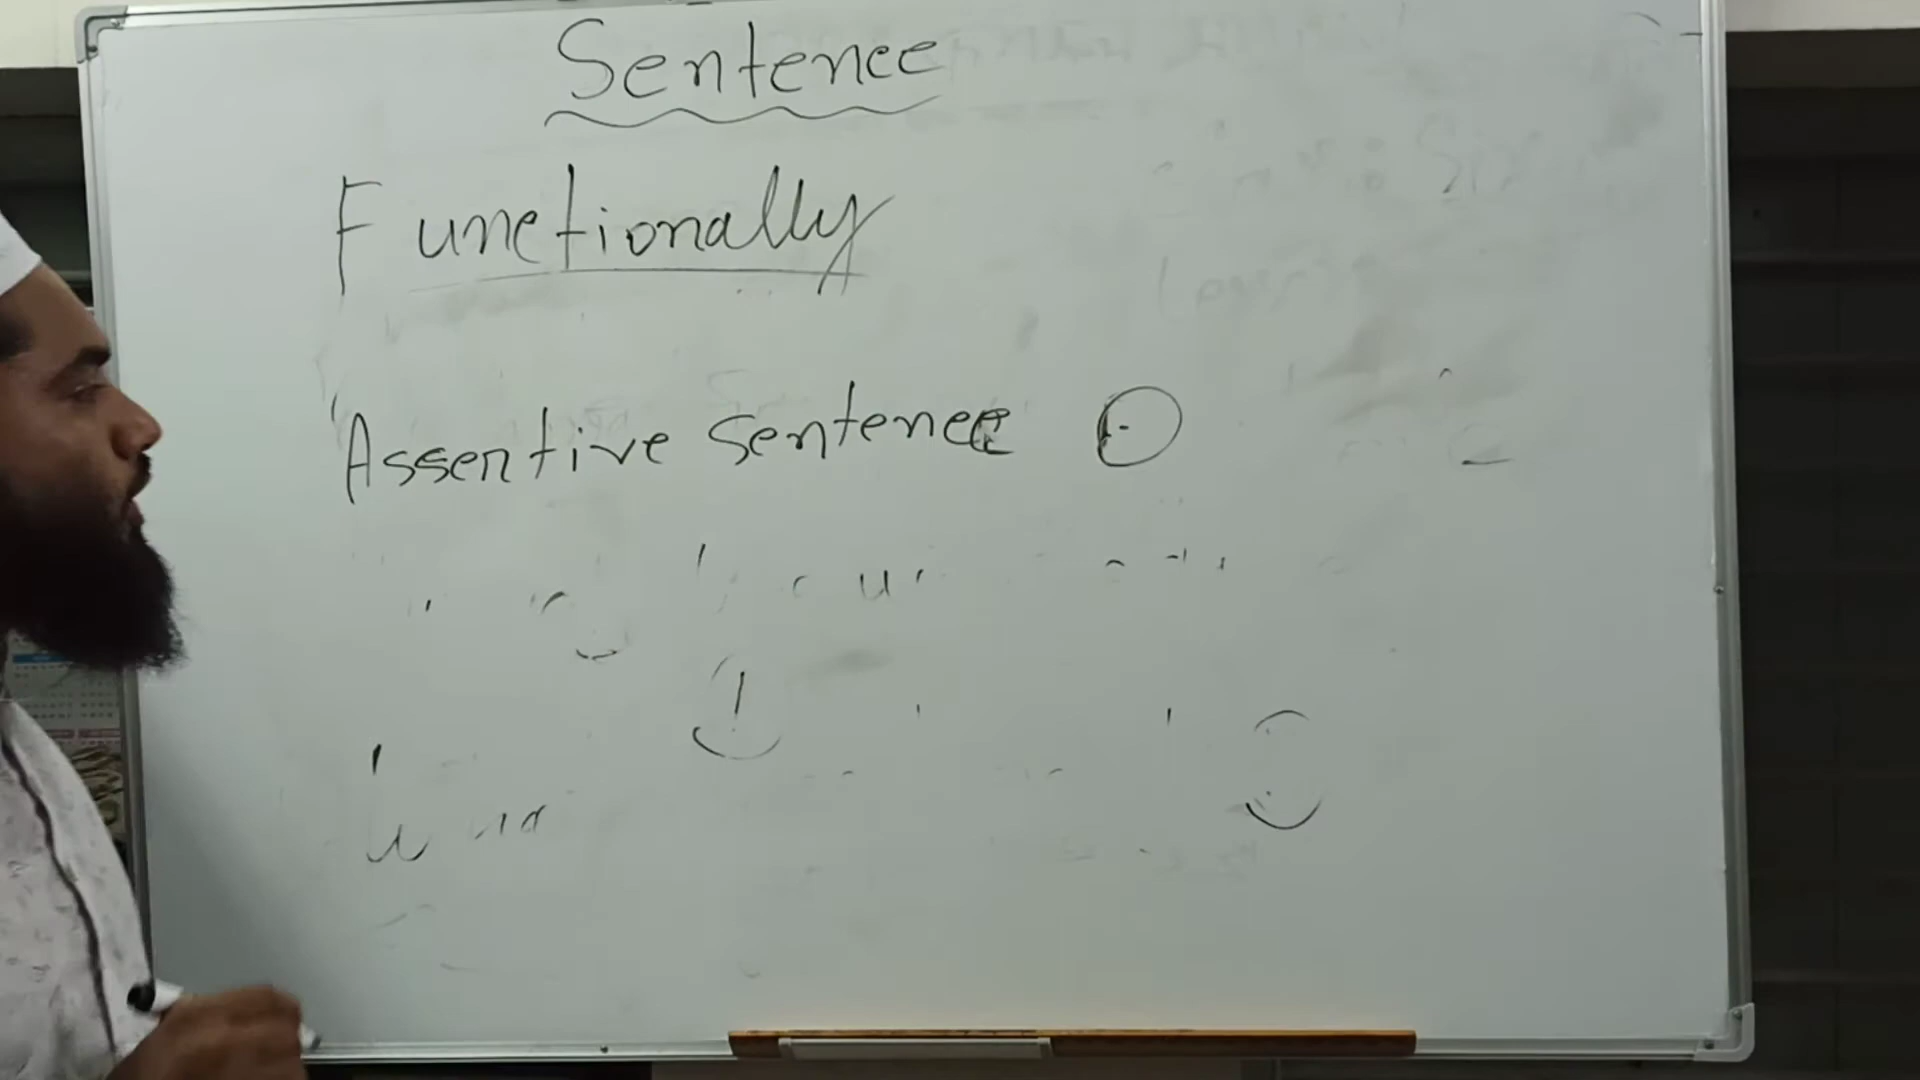 Sentence
Functionally
Assertive sentence .